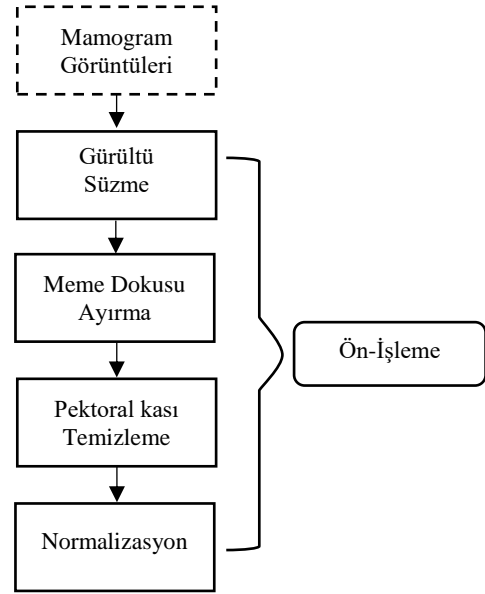 Mamogram
Görüntüleri
Gürültü
Süzme
Meme Dokusu
Ayırma
Ön-İşleme
Pektoral kası
Temizleme
Normalizasyon